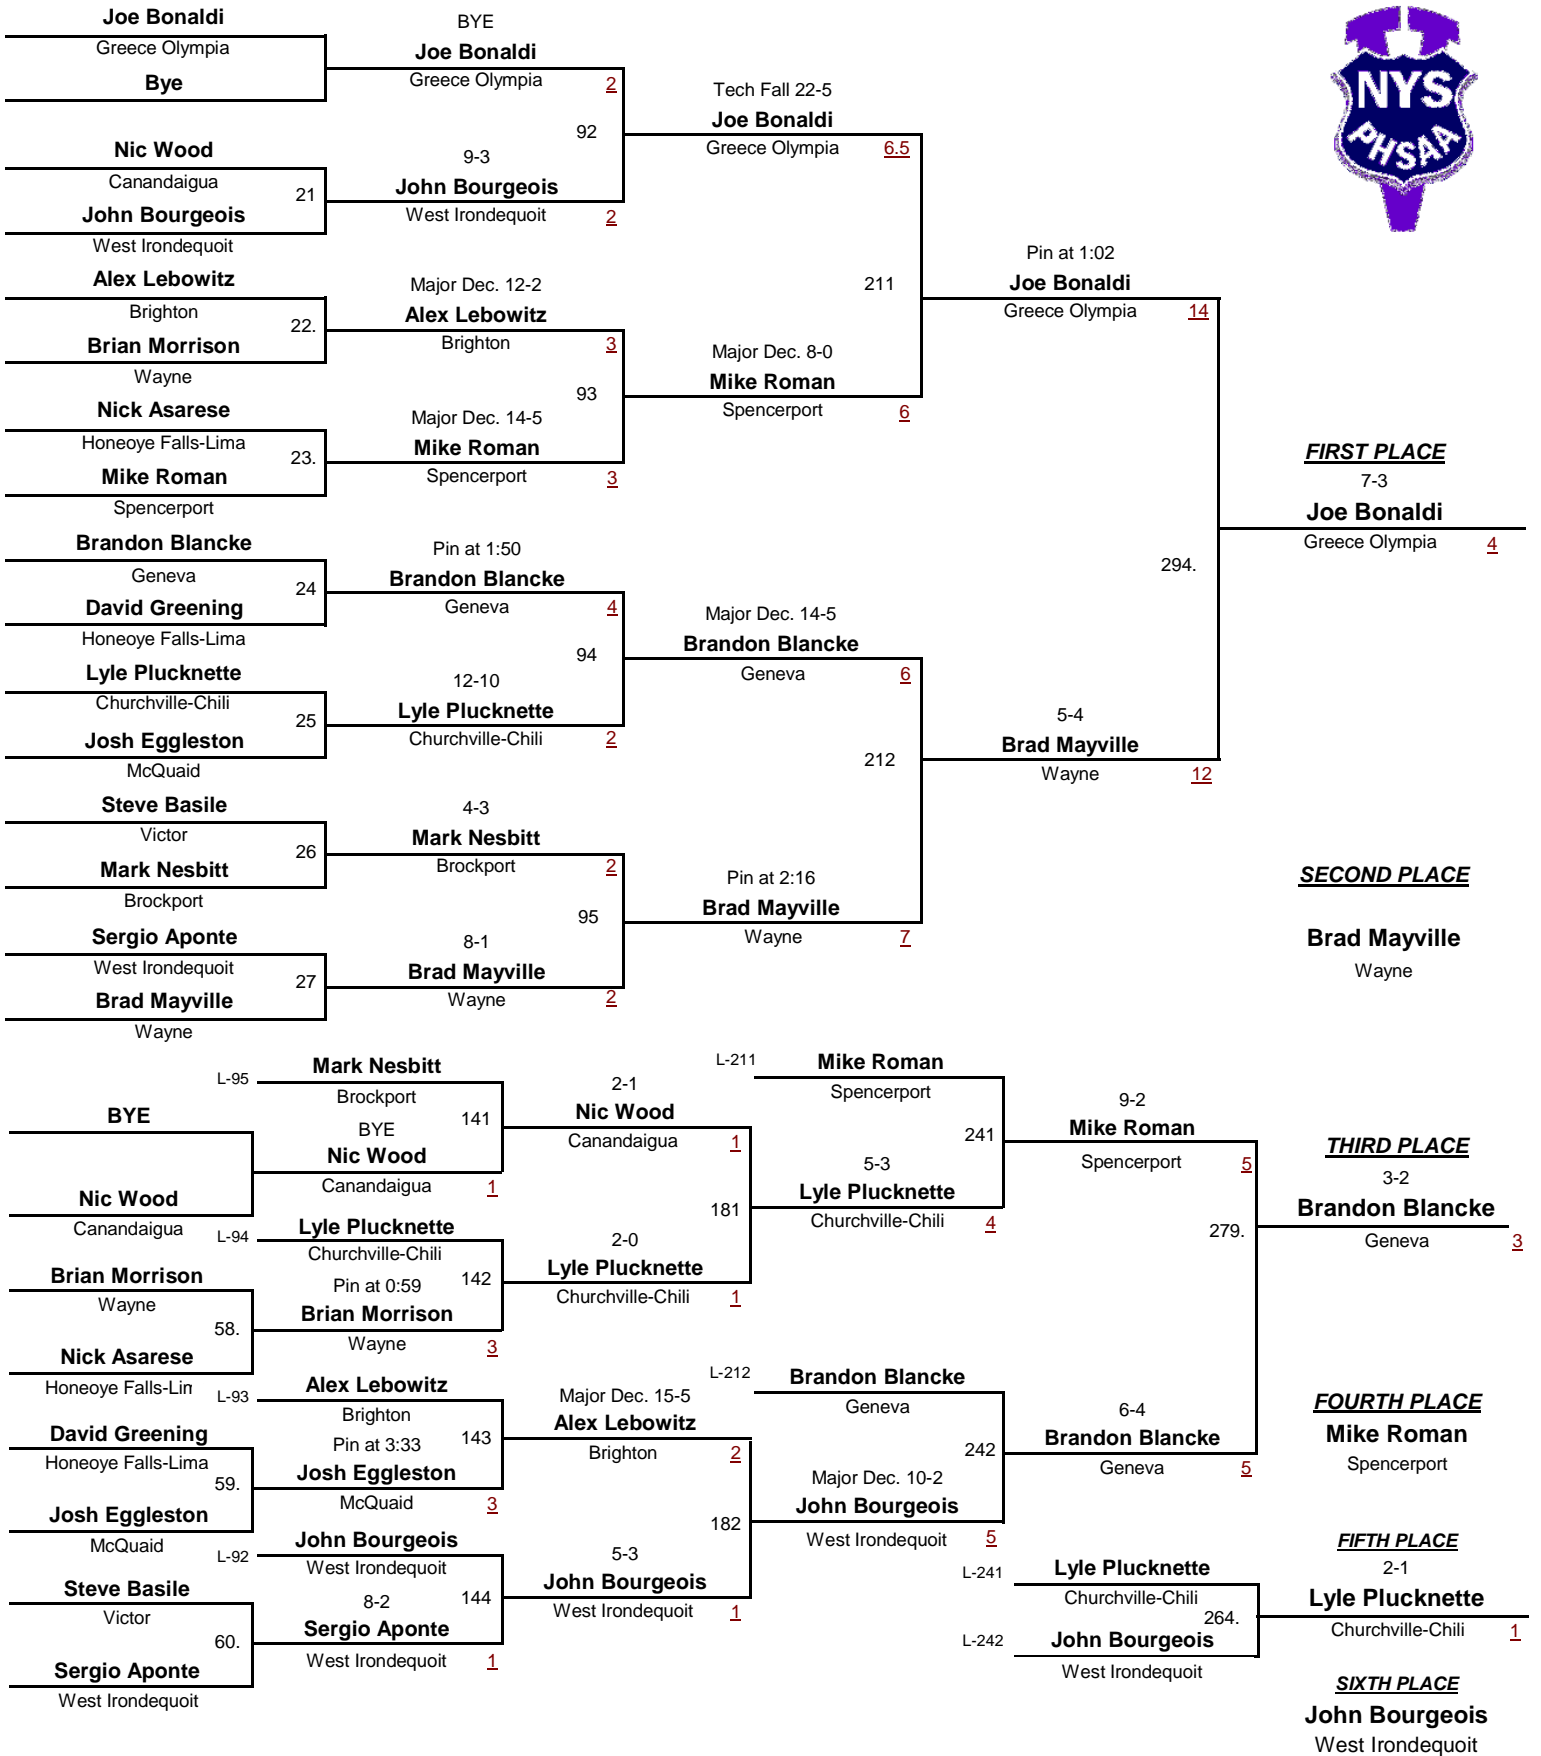 Joe Bonaldi
Greece Olympia
Bye
Nic Wood
Canandaigua
21
John Bourgeois
West Irondequoit
Alex Lebowitz
Brighton
22.
Brian Morrison
Wayne
Nick Asarese
Honeoye Falls-Lima
23.
Mike Roman
Spencerport
Brandon Blancke
Geneva
24
David Greening
Honeoye Falls-Lima
Lyle Plucknette
Churchville-Chili
25
Josh Eggleston
McQuaid
Steve Basile
Victor
26
Mark Nesbitt
Brockport
Sergio Aponte
West Irondequoit
27
Brad Mayville
Wayne
BYE
Joe Bonaldi
Greece Olympia 2
92
9-3
John Bourgeois
West Irondequoit 2
Major Dec. 12-2
Alex Lebowitz
Brighton 3
93
Major Dec. 14-5
Mike Roman
Spencerport 3
Pin at 1:50
Brandon Blancke
Geneva 4
94
12-10
Lyle Plucknette
Churchville-Chili 2
4-3
Mark Nesbitt
Brockport 2
95
8-1
Brad Mayville
Wayne 2
Tech Fall 22-5
Joe Bonaldi
Greece Olympia 6.5
211
Major Dec. 8-0
Mike Roman
Spencerport 6
Major Dec. 14-5
Brandon Blancke
Geneva 6
212
Pin at 2:16
Brad Mayville
Wayne 7
Pin at 1:02
Joe Bonaldi
Greece Olympia 14
294.
5-4
Brad Mayville
Wayne 12
NYS
PHSAA
FIRST PLACE
7-3
Joe Bonaldi
Greece Olympia 4
SECOND PLACE
Brad Mayville
Wayne
BYE
Nic Wood
Canandaigua
Brian Morrison
Wayne
58.
Nick Asarese
Honeoye Falls-Lin
David Greening
Honeoye Falls-Lima
59.
Josh Eggleston
McQuaid
Steve Basile
Victor
60.
Sergio Aponte
West Irondequoit
L-95
Mark Nesbitt
Brockport
141
BYE
Nic Wood
Canandaigua 1
L-94
Lyle Plucknette
Churchville-Chili
142
Pin at 0:59
Brian Morrison
Wayne 3
L-93
Alex Lebowitz
Brighton
143
Pin at 3:33
Josh Eggleston
McQuaid 3
L-92
John Bourgeois
West Irondequoit
144
8-2
Sergio Aponte
West Irondequoit 1
2-1
Nic Wood
Canandaigua 1
181
2-0
Lyle Plucknette
Churchville-Chili 1
Major Dec. 15-5
Alex Lebowitz
Brighton 2
182
5-3
John Bourgeois
West Irondequoit 1
L-211
Mike Roman
Spencerport
241
5-3
Lyle Plucknette
Churchville-Chili 4
L-212
Brandon Blancke
Geneva
242
Major Dec. 10-2
John Bourgeois
West Irondequoit 5
9-2
Mike Roman
Spencerport 5
279.
6-4
Brandon Blancke
Geneva 5
L-241
Lyle Plucknette
Churchville-Chili
264.
L-242
John Bourgeois
West Irondequoit
THIRD PLACE
3-2
Brandon Blancke
Geneva 3
FOURTH PLACE
Mike Roman
Spencerport
FIFTH PLACE
2-1
Lyle Plucknette
Churchville-Chili 1
SIXTH PLACE
John Bourgeois
West Irondequoit